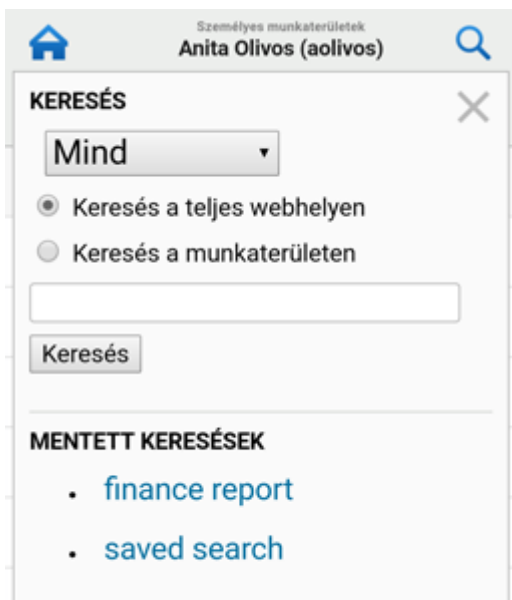 Személyes munkaterületek
Anita Olivos (aolivos)
KERESÉS
Mind
Keresés a teljes webhelyen
Keresés a munkaterületen
Keresés
MENTETT KERESÉSEK
finance report
saved search